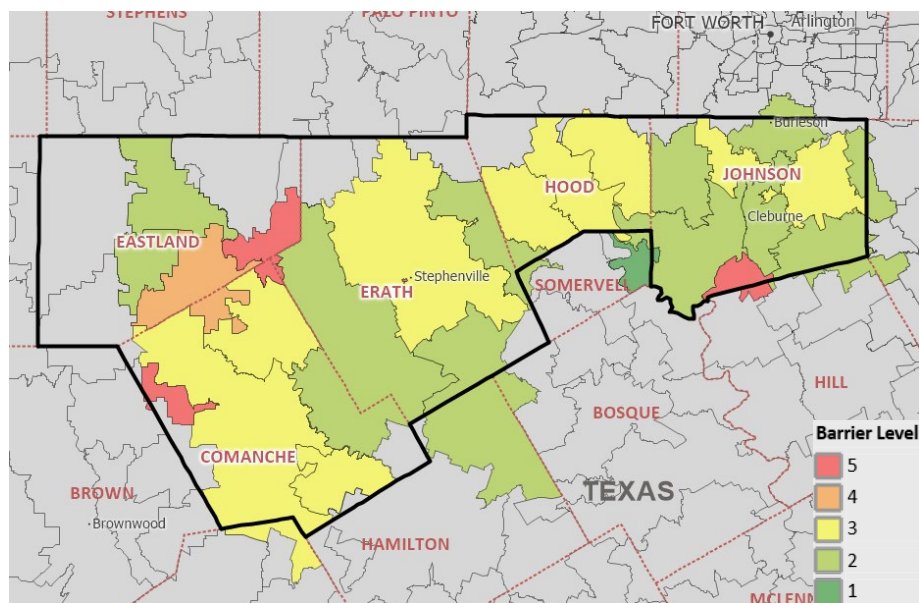 STEPHENS
PALO PINTO
FORT WORTH
Arlington
Burleson
JOHNSON
HOOD
Cleburne
EASTLAND
Stephenville
ERATH
SOMERVELL
HILL
BOSQUE
Barrier Level
5
4
3
2
1
COMANCHE
TEXAS
BROWN
Brownwood
HAMILTON
MCLENN